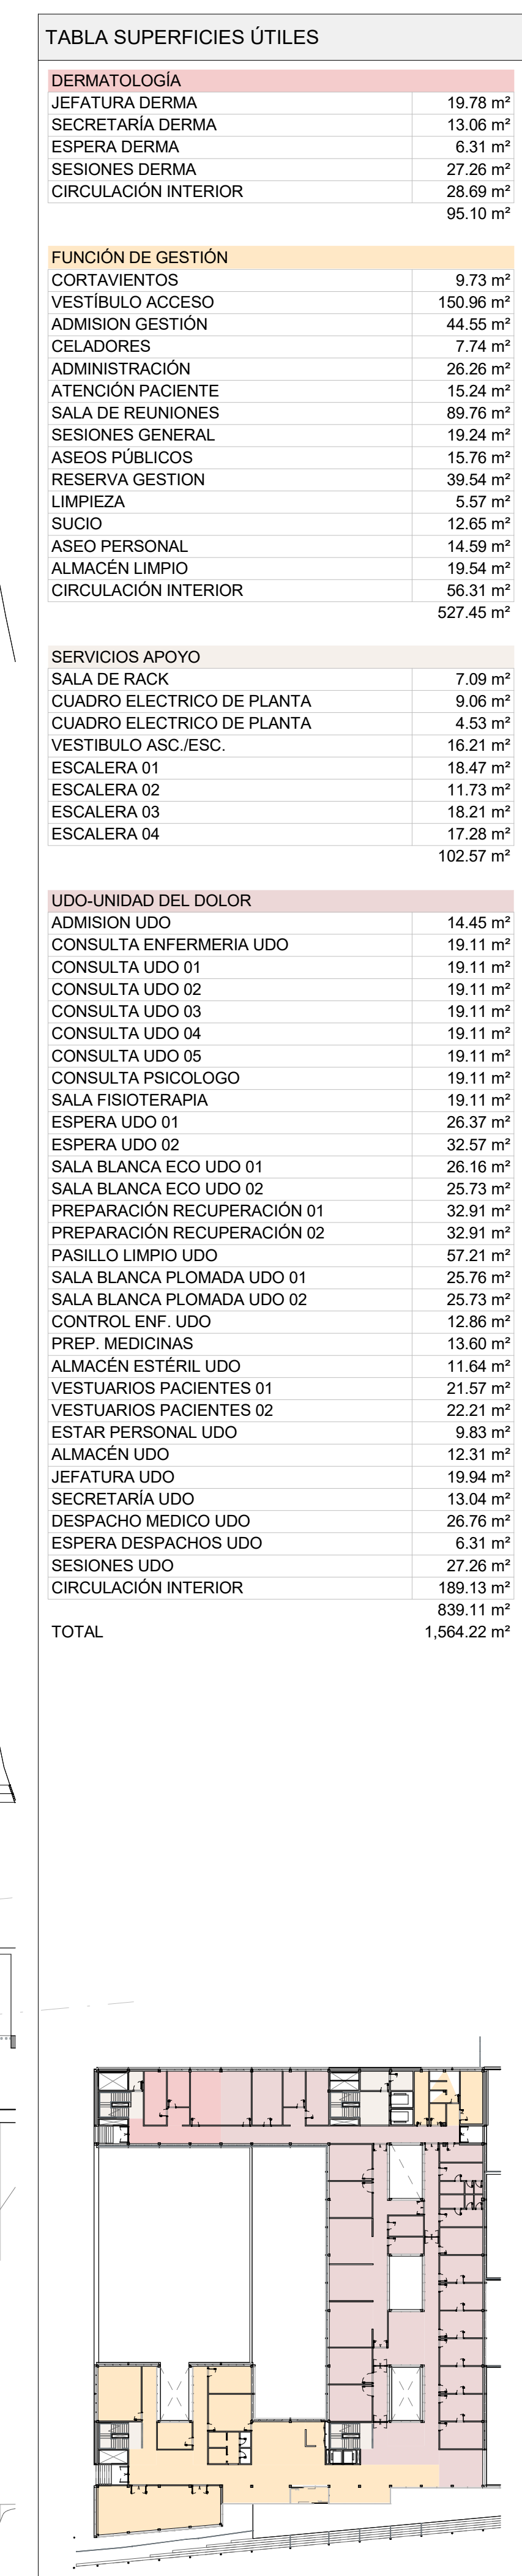 TABLA SUPERFICIES ÚTILES
DERMATOLOGÍA
JEFATURA DERMA 19.78 m²
SECRETARÍA DERMA 13.06 m²
ESPERA DERMA 6.31 m²
SESIONES DERMA 27.26 m²
CIRCULACIÓN INTERIOR 28.69 m²
95.10 m²
FUNCIÓN DE GESTIÓN
CORTAVIENTOS 9.73 m²
VESTÍBULO ACCESO 150.96 m²
ADMISION GESTIÓN 44.55 m²
CELADORES 7.74 m²
ADMINISTRACIÓN 26.26 m²
ATENCIÓN PACIENTE 15.24 m²
SALA DE REUNIONES 89.76 m²
SESIONES GENERAL 19.24 m²
ASEOS PÚBLICOS 15.76 m²
RESERVA GESTION 39.54 m²
LIMPIEZA 5.57 m²
SUCIO 12.65 m²
ASEO PERSONAL 14.59 m²
ALMACÉN LIMPIO 19.54 m²
CIRCULACIÓN INTERIOR 56.31 m²
527.45 m²
SERVICIOS APOYO
SALA DE RACK 7.09 m²
CUADRO ELECTRICO DE PLANTA 9.06 m²
CUADRO ELECTRICO DE PLANTA 4.53 m²
VESTIBULO ASC./ESC. 16.21 m²
ESCALERA 01 18.47 m²
ESCALERA 02 11.73 m²
ESCALERA 03 18.21 m²
ESCALERA 04 17.28 m²
102.57 m²
UDO-UNIDAD DEL DOLOR
ADMISION UDO 14.45 m²
CONSULTA ENFERMERIA UDO 19.11 m²
CONSULTA UDO 01 19.11 m²
CONSULTA UDO 02 19.11 m²
CONSULTA UDO 03 19.11 m²
CONSULTA UDO 04 19.11 m²
CONSULTA UDO 05 19.11 m²
CONSULTA PSICOLOGO 19.11 m²
SALA FISIOTERAPIA 19.11 m²
ESPERA UDO 01 26.37 m²
ESPERA UDO 02 32.57 m²
SALA BLANCA ECO UDO 01 26.16 m²
SALA BLANCA ECO UDO 02 25.73 m²
PREPARACIÓN RECUPERACIÓN 01 32.91 m²
PREPARACIÓN RECUPERACIÓN 02 32.91 m²
PASILLO LIMPIO UDO 57.21 m²
SALA BLANCA PLOMADA UDO 01 25.76 m²
SALA BLANCA PLOMADA UDO 02 25.73 m²
CONTROL ENF. UDO 12.86 m²
PREP. MEDICINAS 13.60 m²
ALMACÉN ESTÉRIL UDO 11.64 m²
VESTUARIOS PACIENTES 01 21.57 m²
VESTUARIOS PACIENTES 02 22.21 m²
ESTAR PERSONAL UDO 9.83 m²
ALMACÉN UDO 12.31 m²
JEFATURA UDO 19.94 m²
SECRETARÍA UDO 13.04 m²
DESPACHO MEDICO UDO 26.76 m²
ESPERA DESPACHOS UDO 6.31 m²
SESIONES UDO 27.26 m²
CIRCULACIÓN INTERIOR 189.13 m²
839.11 m²
TOTAL 1,564.22 m²